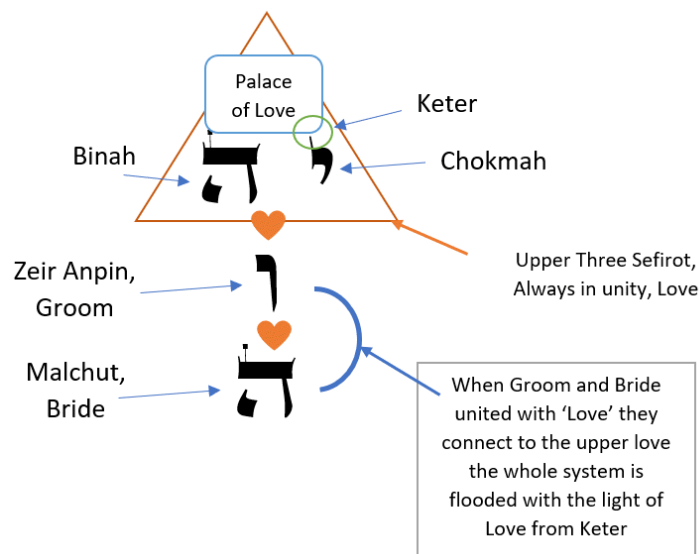 Palace
of Love
Keter
Binah
יה
Chokmah
Upper Three Sefirot,
Always in unity, Love
Zeir Anpin,
Groom
ו
Malchut,
Bride
ה
When Groom and Bride
united with ‘Love’ they
connect to the upper love
the whole system is
flooded with the light of
Love from Keter